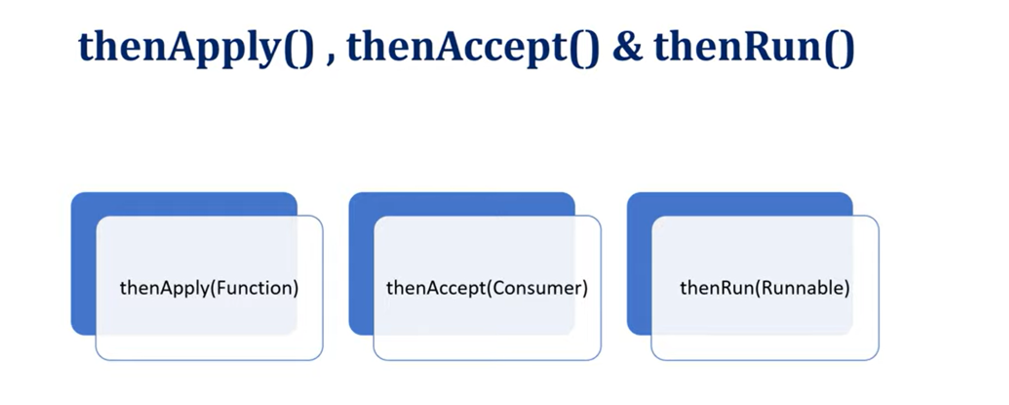 thenApply() , thenAccept() & thenRun()
thenApply(Function)
thenAccept(Consumer)
thenRun(Runnable)